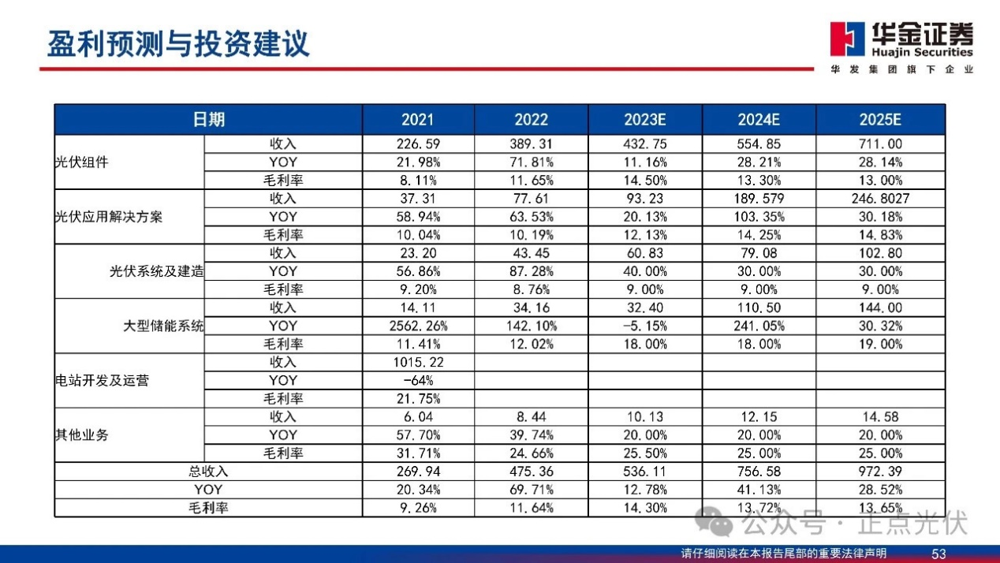 盈利预测与投资建议
华金证券
Huajin Securities
华发集团旗下企业
日期 2021 2022 2023E 2024E 2025E
光伏组件 收入 226.59 389.31 432.75 554.85 711.00
YOY 21.98% 71.81% 11.16% 28.21% 28.14%
毛利率 8.11% 11.65% 14.50% 13.30% 13.00%
光伏应用解决方案 收入 37.31 77.61 93.23 189.579 246.8027
YOY 58.94% 63.53% 20.13% 103.35% 30.18%
毛利率 10.04% 10.19% 12.13% 14.25% 14.83%
光伏系统及建造 收入 23.20 43.45 60.83 79.08 102.80
YOY 56.86% 87.28% 40.00% 30.00% 30.00%
毛利率 9.20% 8.76% 9.00% 9.00% 9.00%
大型储能系统 收入 14.11 34.16 32.40 110.50 144.00
YOY 2562.26% 142.10% -5.15% 241.05% 30.32%
毛利率 11.41% 12.02% 18.00% 18.00% 19.00%
电站开发及运营 收入 1015.22
YOY -64%
毛利率 21.75%
其他业务 收入 6.04 8.44 10.13 12.15 14.58
YOY 57.70% 39.74% 20.00% 20.00% 20.00%
毛利率 31.71% 24.66% 25.50% 25.00% 25.00%
总收入 269.94 475.36 536.11 756.58 972.39
YOY 20.34% 69.71% 12.78% 41.13% 28.52%
毛利率 9.26% 11.64% 14.30% 13.72% 13.65%
公众号·正点光伏
请仔细阅读在本报告尾部的重要法律声明 53